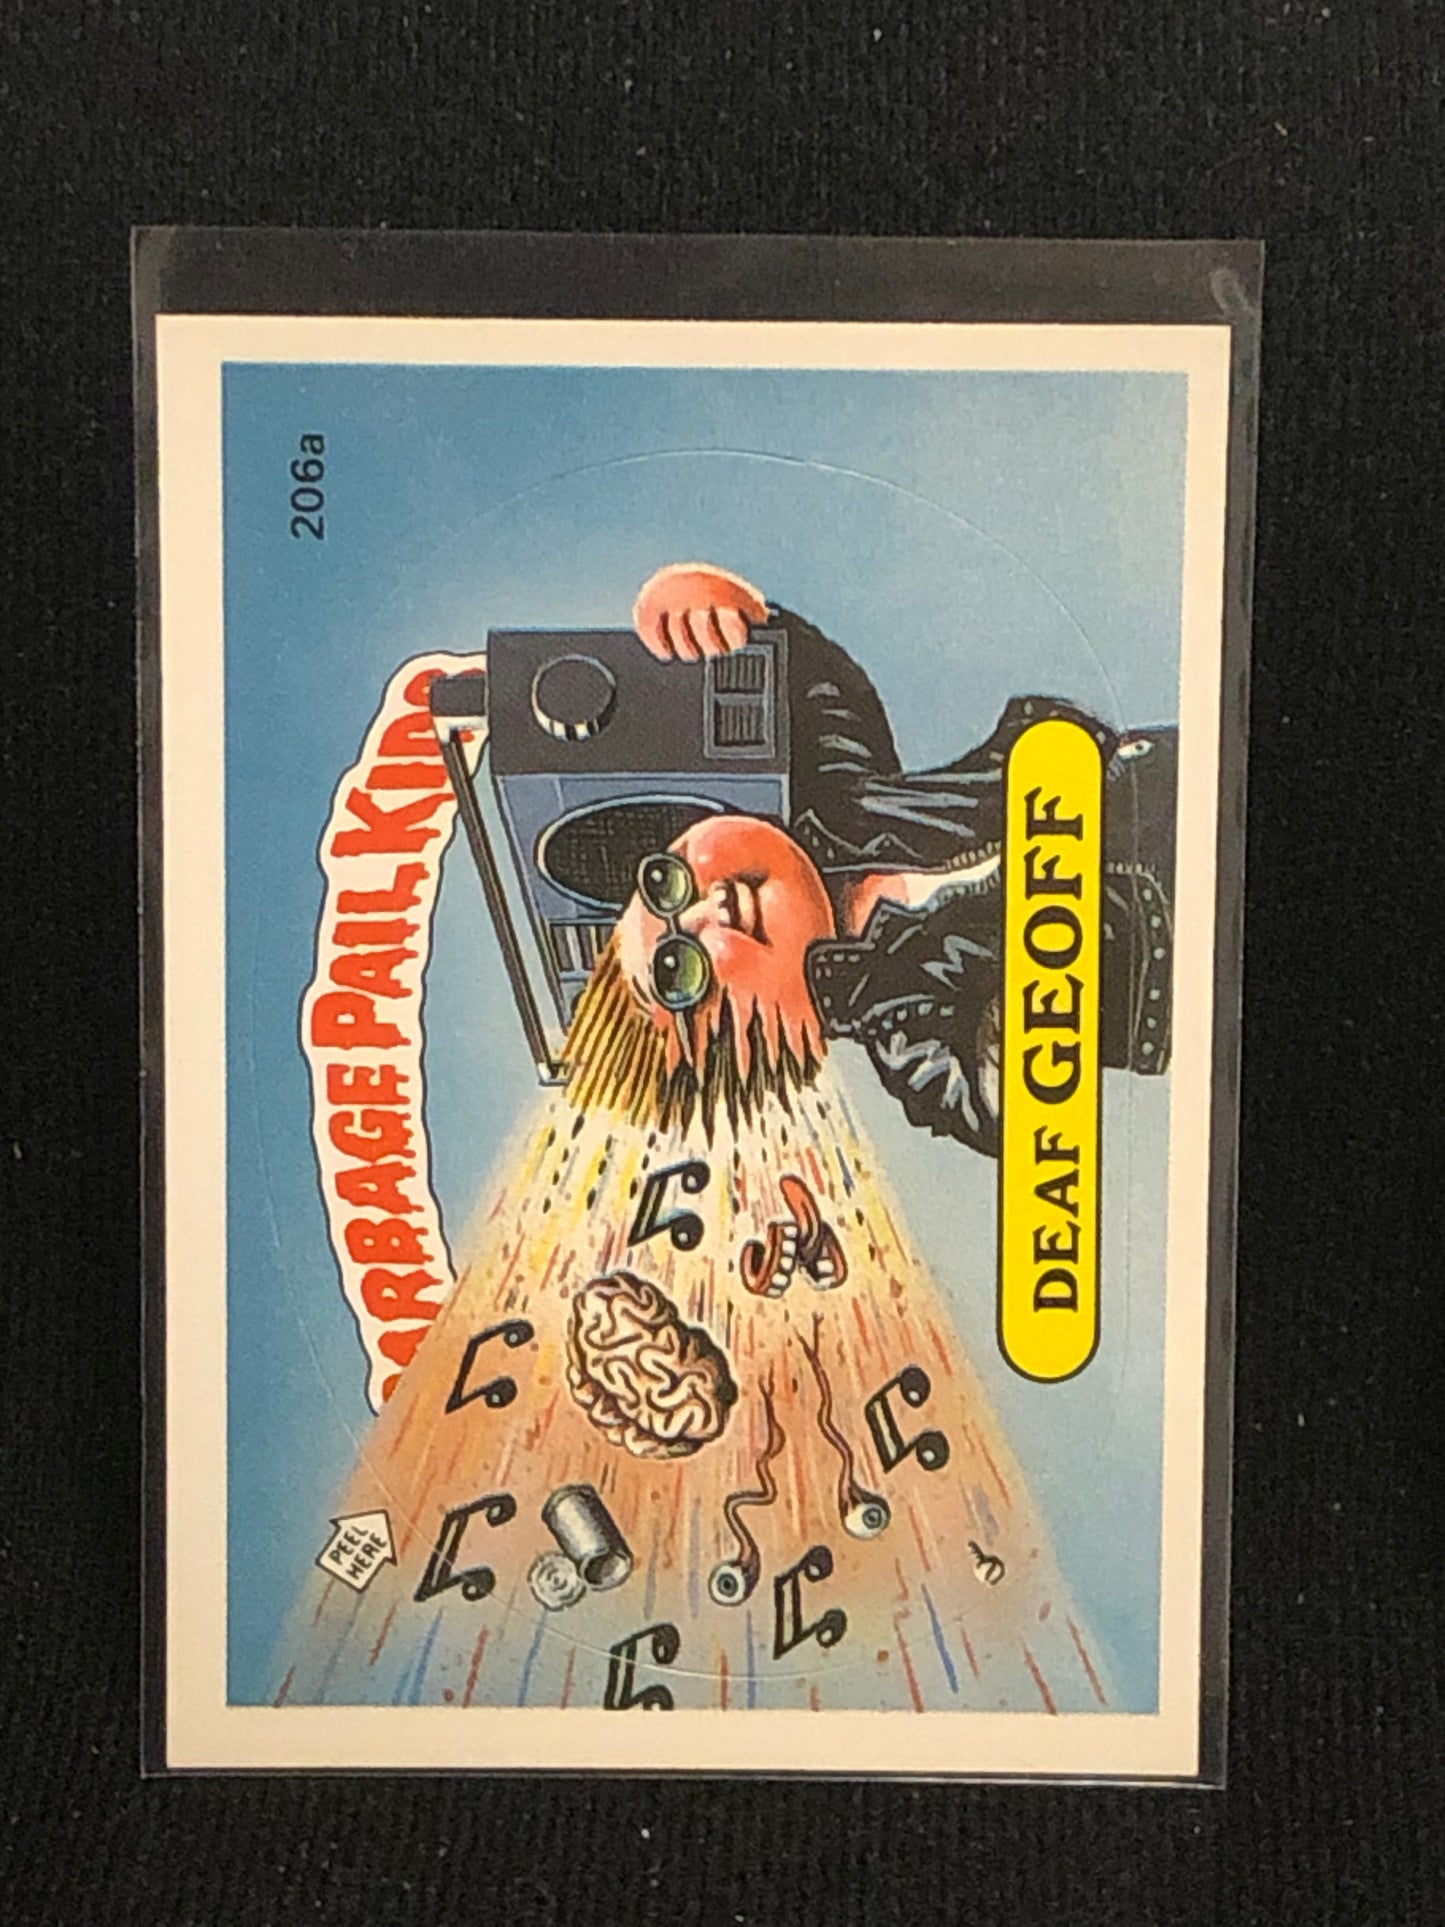 206a
GARBAGE PAIL KIDS
PEEL
HERE
DEAF GEOFF